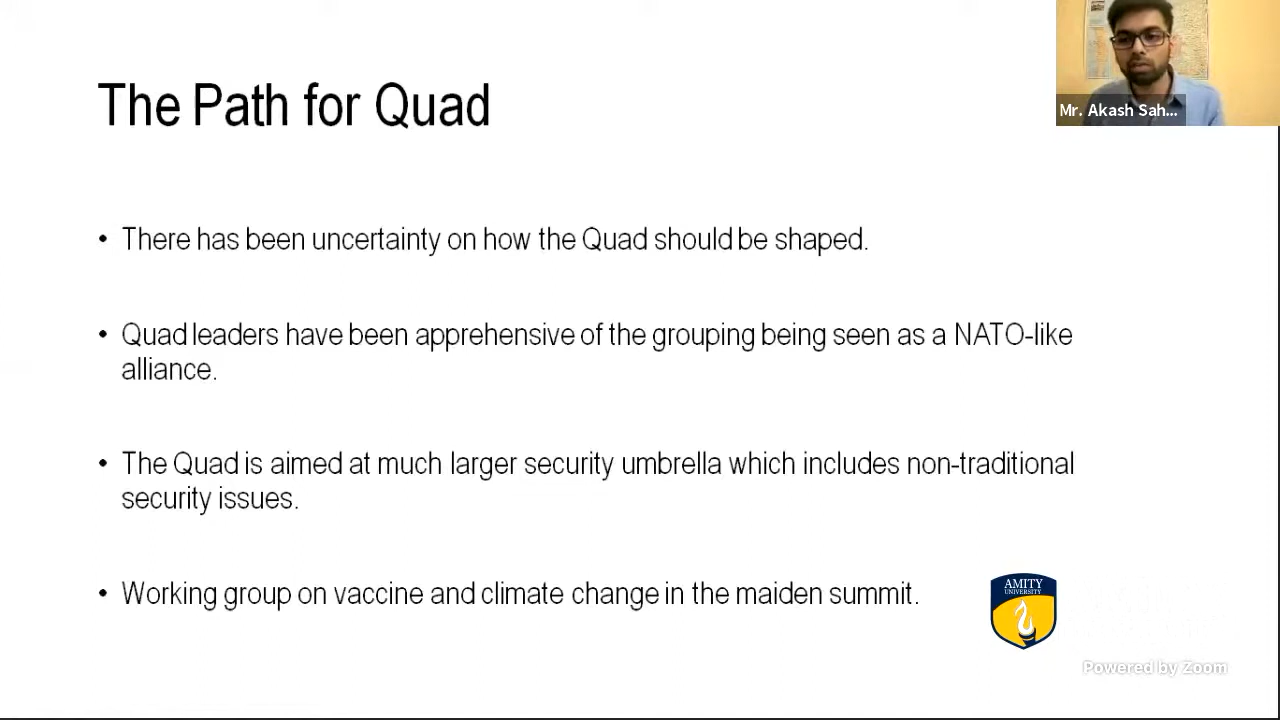 The Path for Quad
Mr. Akash Sah...
• There has been uncertainty on how the Quad should be shaped.
• Quad leaders have been apprehensive of the grouping being seen as a NATO-like
alliance.
• The Quad is aimed at much larger security umbrella which includes non-traditional
security issues.
• Working group on vaccine and climate change in the maiden summit.
AMITY
UNIVERSITY
Powered by Zoom